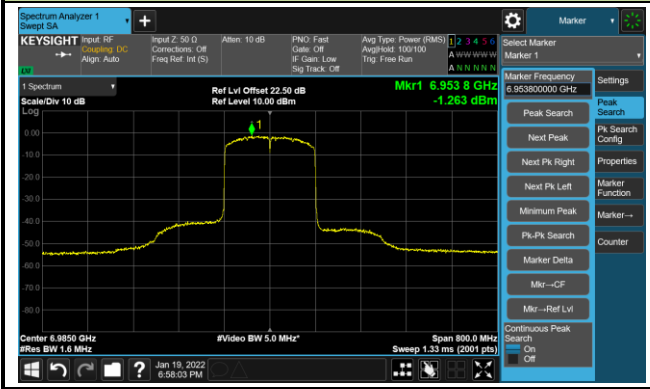 Spectrum Analyzer 1
Swept SA
Marker
KEYSIGHT
Input: RF
Coupling: DC
Align: Auto
Input Z: 50 Ω
Corrections: Off
Freq Ref: Int (S)
Atten: 10 dB
PNO: Fast
Gate: Off
IF Gain: Low
Sig Track: Off
Avg Type: Power (RMS)
Avg|Hold: 100/100
Trig: Free Run
1 2 3 4 5 6
A W W W W W
A N N N N N
Select Marker
Marker 1
1 Spectrum
Scale/Div 10 dB
Ref Lvl Offset 22.50 dB
Ref Level 10.00 dBm
Mkr1 6.953 8 GHz
-1.263 dBm
Log
1
0.00
-10.0
-20.0
-30.0
-40.0
-50.0
-60.0
-70.0
-80.0
Center 6.9850 GHz
#Res BW 1.6 MHz
#Video BW 5.0 MHz*
Span 800.0 MHz
Sweep 1.33 ms (2001 pts)
Marker Frequency
6.953800000 GHz
Peak Search
Next Peak
Next Pk Right
Next Pk Left
Minimum Peak
Pk-Pk Search
Marker Delta
Mkr→CF
Mkr→Ref Lvl
Continuous Peak
Search
On
Off
Settings
Peak
Search
Pk Search
Config
Properties
Marker
Function
Marker→
Counter
Jan 19, 2022
6:58:03 PM